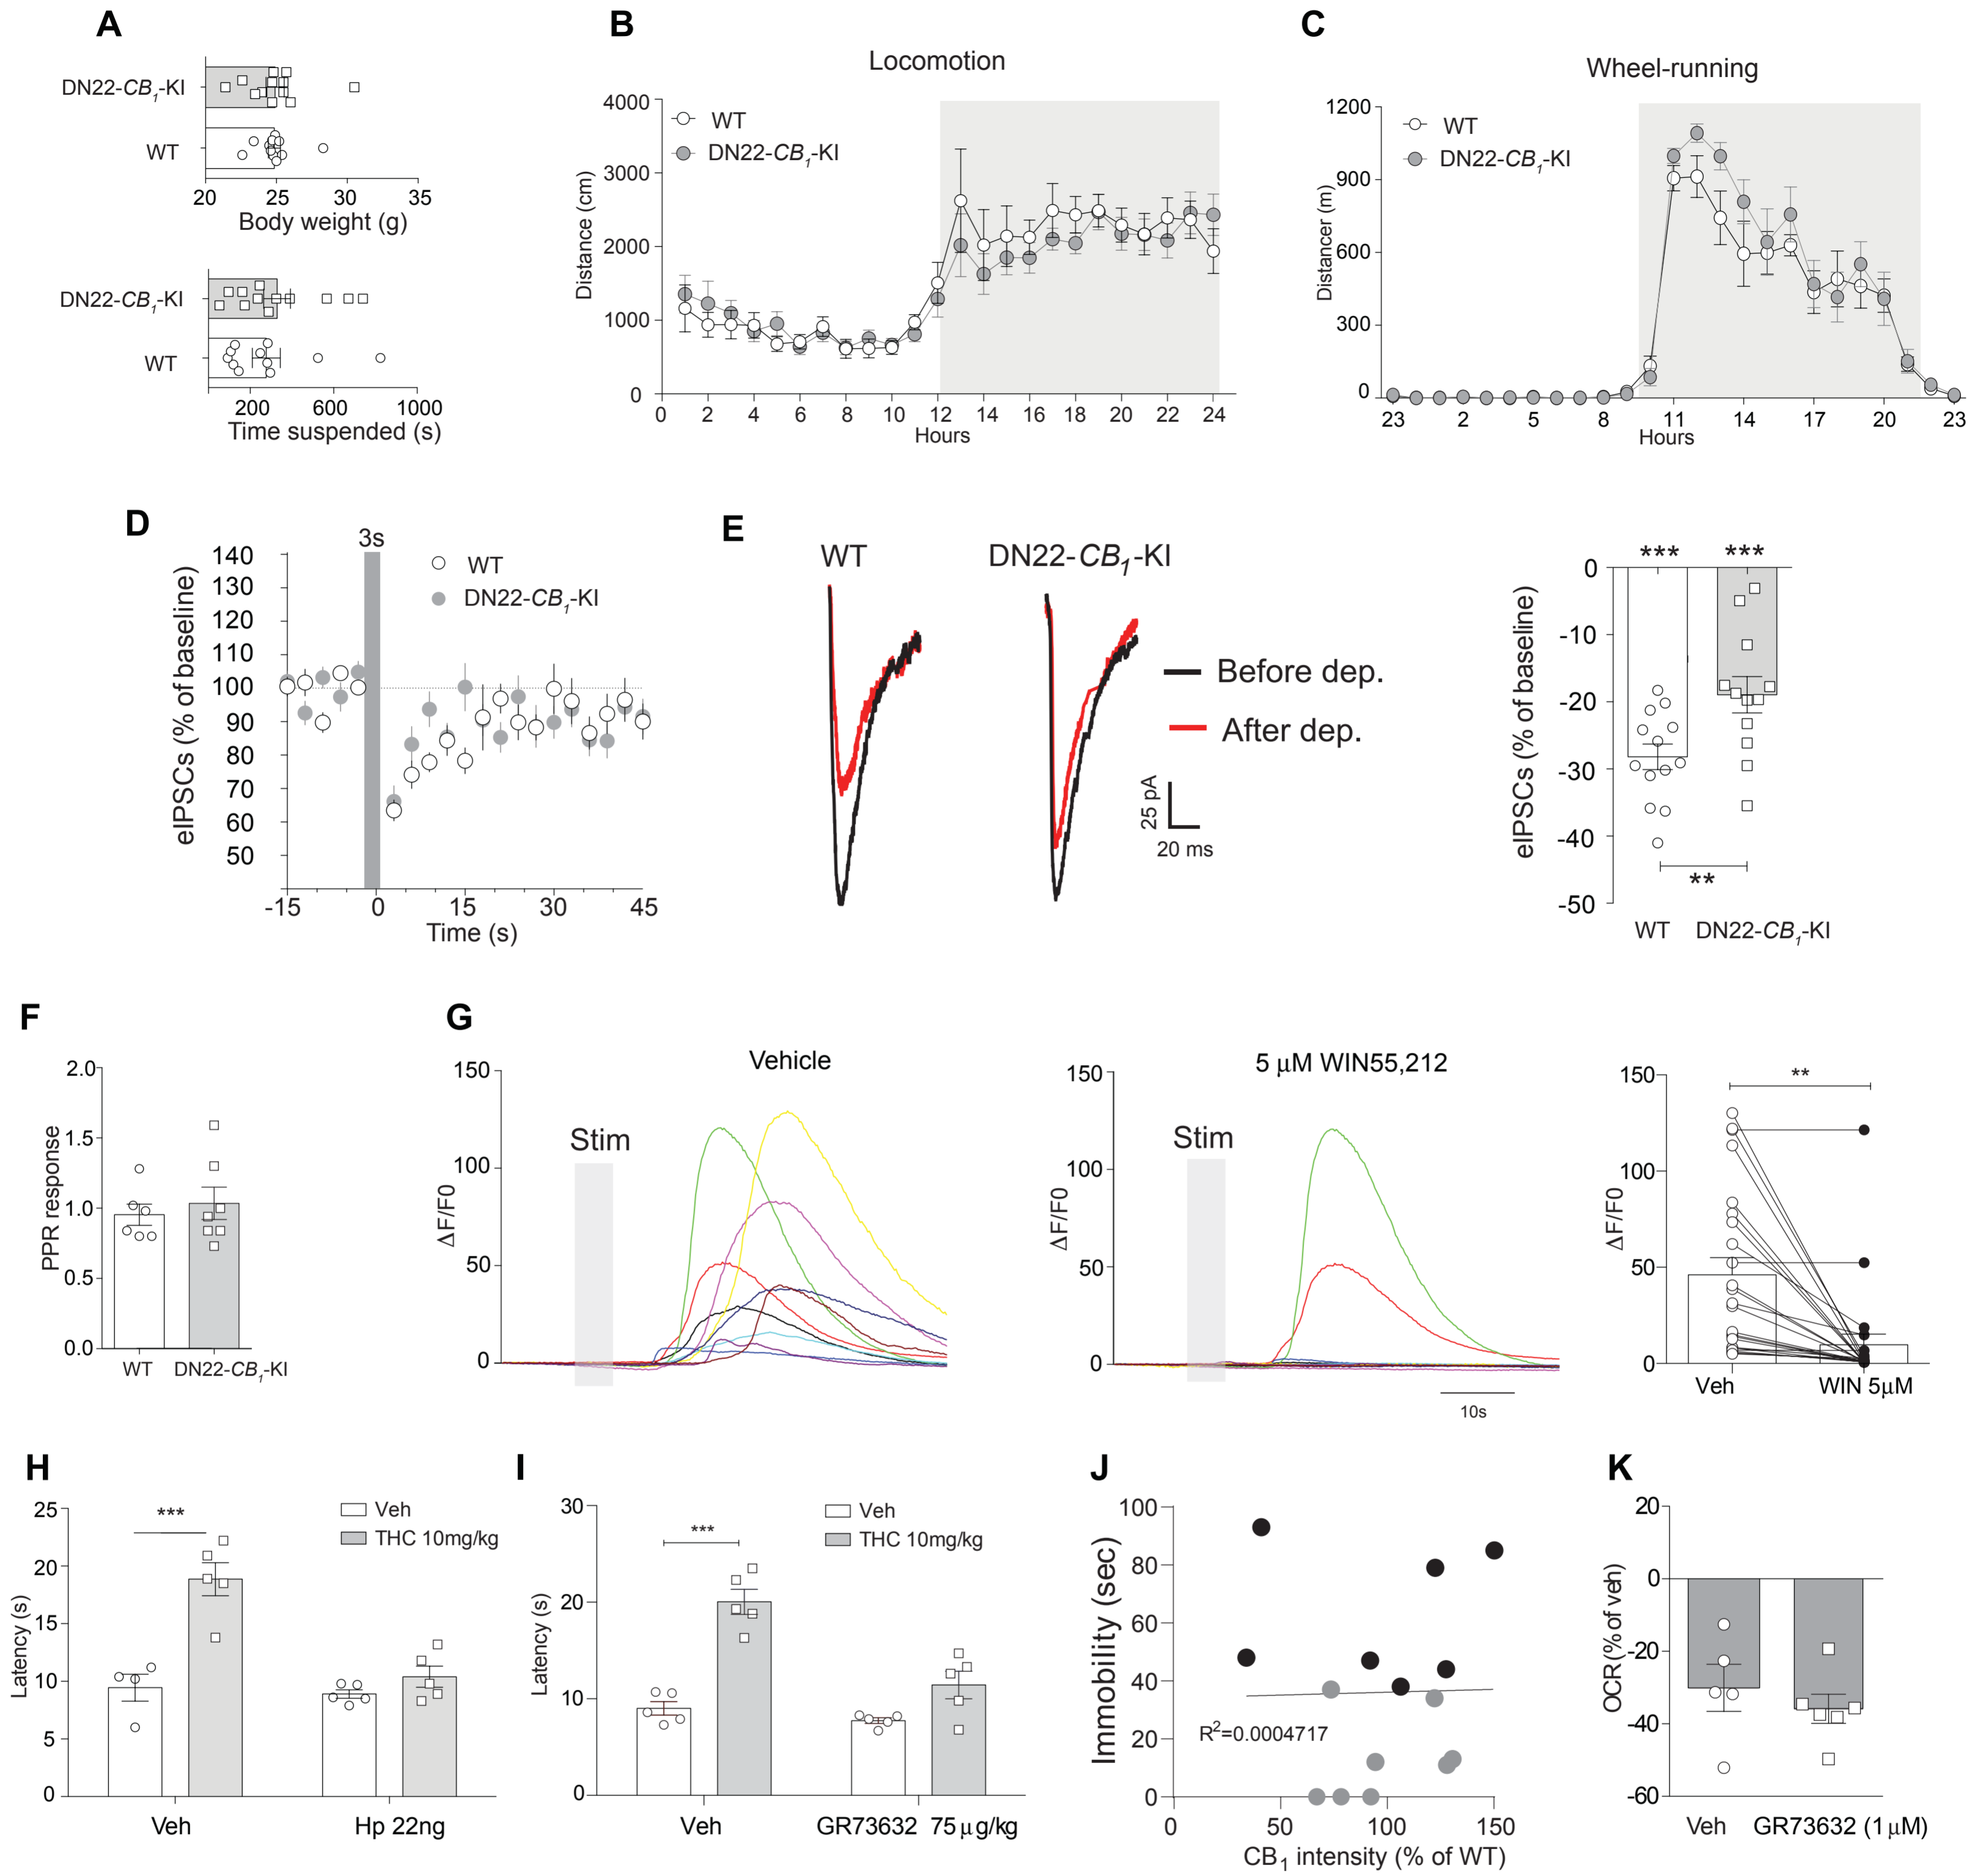 A
DN22-CB1-KI
WT
20 25 30 35
Body weight (g)
DN22-CB1-KI
WT
200 600 1000
Time suspended (s)
B
Locomotion
WT
DN22-CB1-KI
Distance (cm)
4000
3000
2000
1000
0
0 2 4 6 8 10 12 14 16 18 20 22 24
Hours
C
Wheel-running
WT
DN22-CB1-KI
Distancer (m)
1200
900
600
300
0
23 2 5 8 11 14 17 20 23
Hours
D
3s
WT
DN22-CB1-KI
eIPSCs (% of baseline)
140
130
120
110
100
90
80
70
60
50
-15 0 15 30 45
Time (s)
E
WT DN22-CB1-KI
Before dep.
After dep.
25 pA
20 ms
eIPSCs (% of baseline)
*** ***
0
-10
-20
-30
-40
-50
**
WT DN22-CB1-KI
F
PPR response
2.0
1.5
1.0
0.5
0.0
WT DN22-CB1-KI
G
Vehicle
Stim
ΔF/F0
150
100
50
0
5 μM WIN55,212
Stim
ΔF/F0
150
100
50
0
10s
ΔF/F0
150
100
50
0
**
Veh WIN 5μM
H
Latency (s)
25
20
15
10
5
0
***
Veh
THC 10mg/kg
Veh Hp 22ng
I
Latency (s)
30
20
10
0
***
Veh
THC 10mg/kg
Veh GR73632 75μg/kg
J
Immobility (sec)
100
80
60
40
20
0
R2=0.0004717
0 50 100 150
CB1 intensity (% of WT)
K
OCR (% of veh)
20
0
-20
-40
-60
Veh GR73632 (1μM)